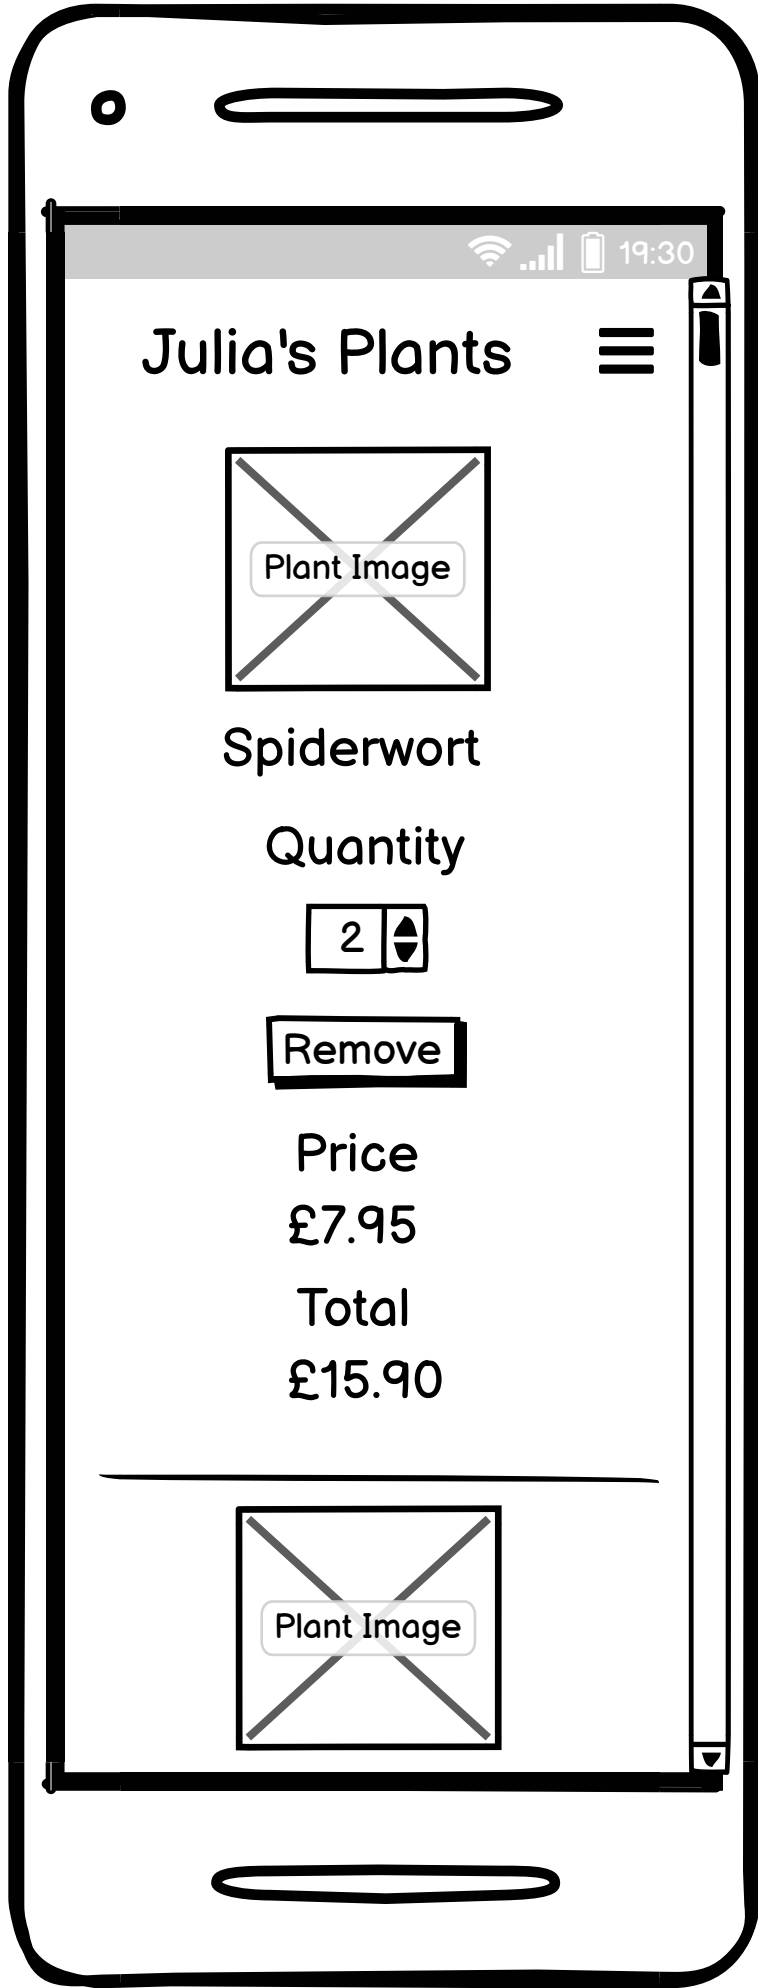 19:30
Julia's Plants
Plant Image
Spiderwort
Quantity
2
Remove
Price
£7.95
Total
£15.90
Plant Image